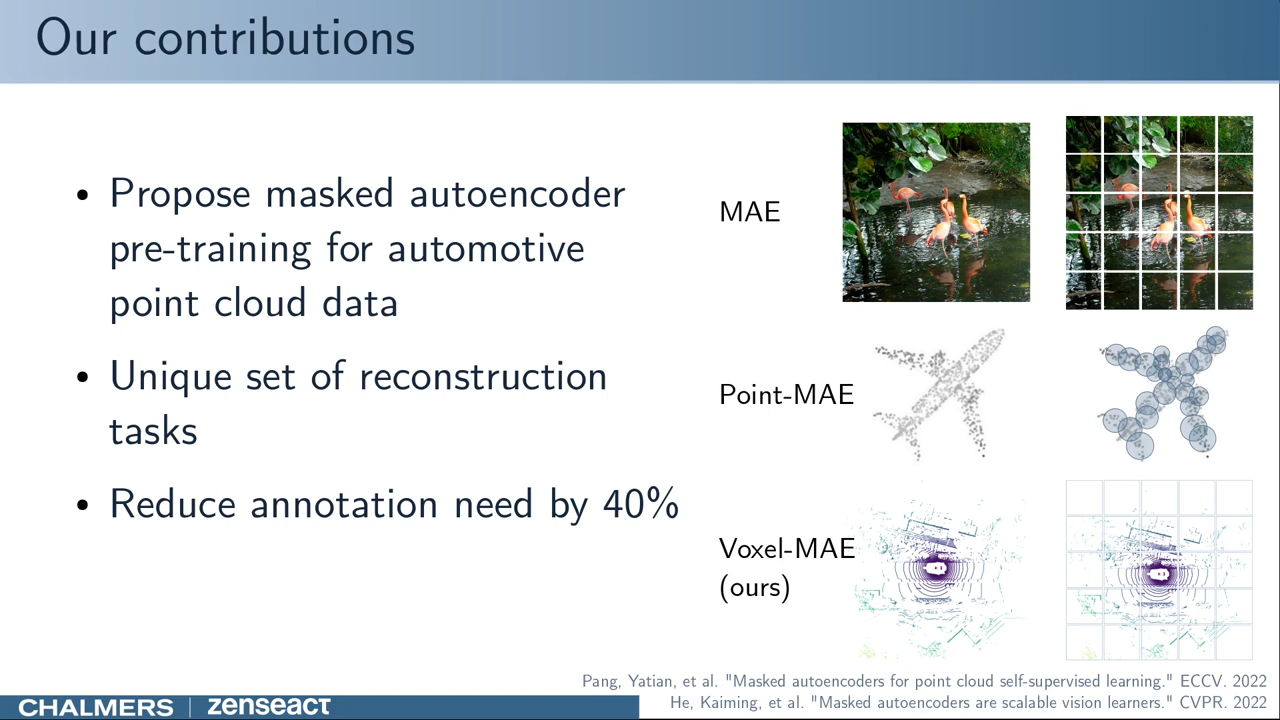 Our contributions
• Propose masked autoencoder
pre-training for automotive
point cloud data
• Unique set of reconstruction
tasks
• Reduce annotation need by 40%
MAE
Point-MAE
Voxel-MAE
(ours)
Pang, Yatian, et al. "Masked autoencoders for point cloud self-supervised learning." ECCV. 2022
He, Kaiming, et al. "Masked autoencoders are scalable vision learners." CVPR. 2022
CHALMERS | zenseact